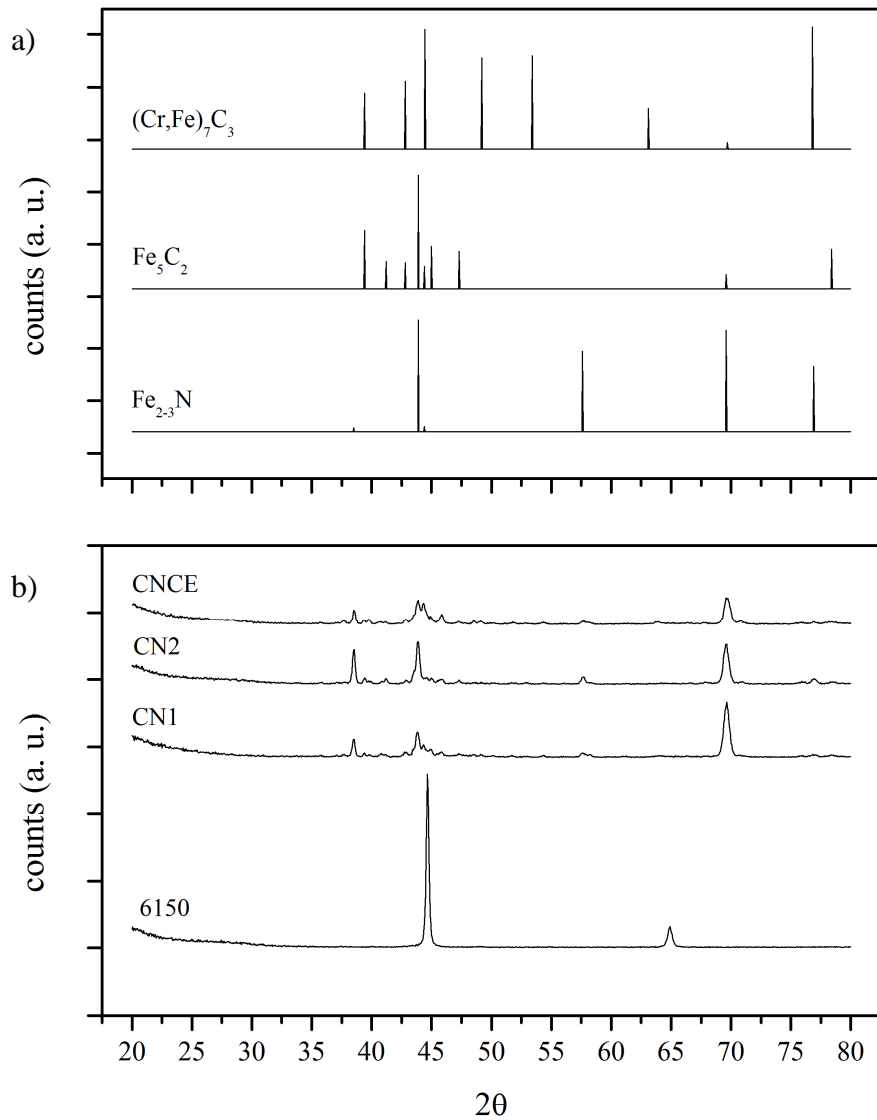 a)
(Cr,Fe)₇C₃
Fe₅C₂
Fe₂₋₃N
counts (a. u.)
b)
CNCE
CN2
CN1
6150
counts (a. u.)
20 25 30 35 40 45 50 55 60 65 70 75 80
2θ